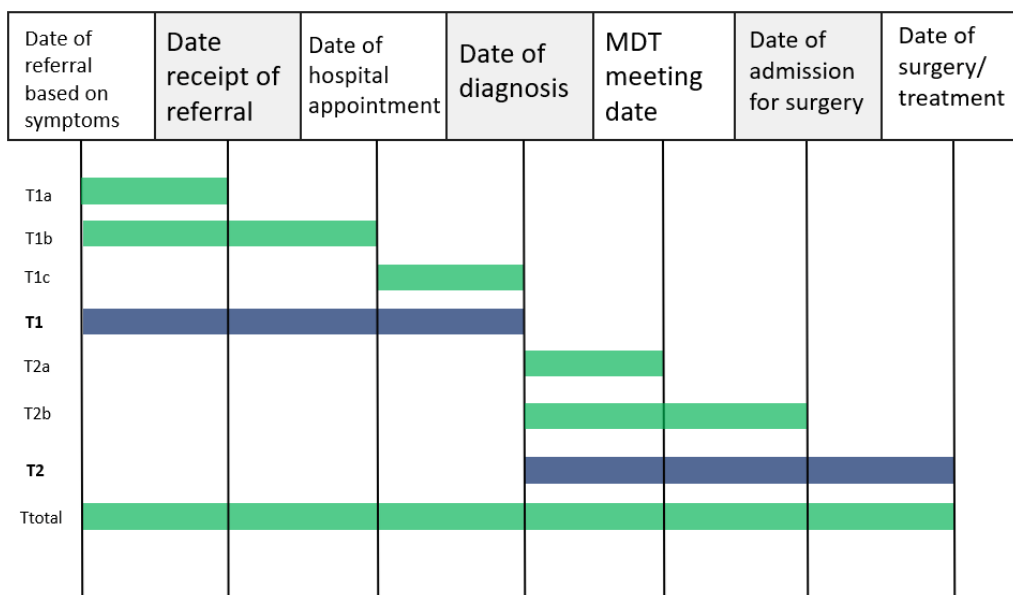 Date of
referral
based on
symptoms
Date
receipt of
referral
Date of
hospital
appointment
Date of
diagnosis
MDT
meeting
date
Date of
admission
for surgery
Date of
surgery/
treatment
T1a
T1b
T1c
T1
T2a
T2b
T2
Ttotal